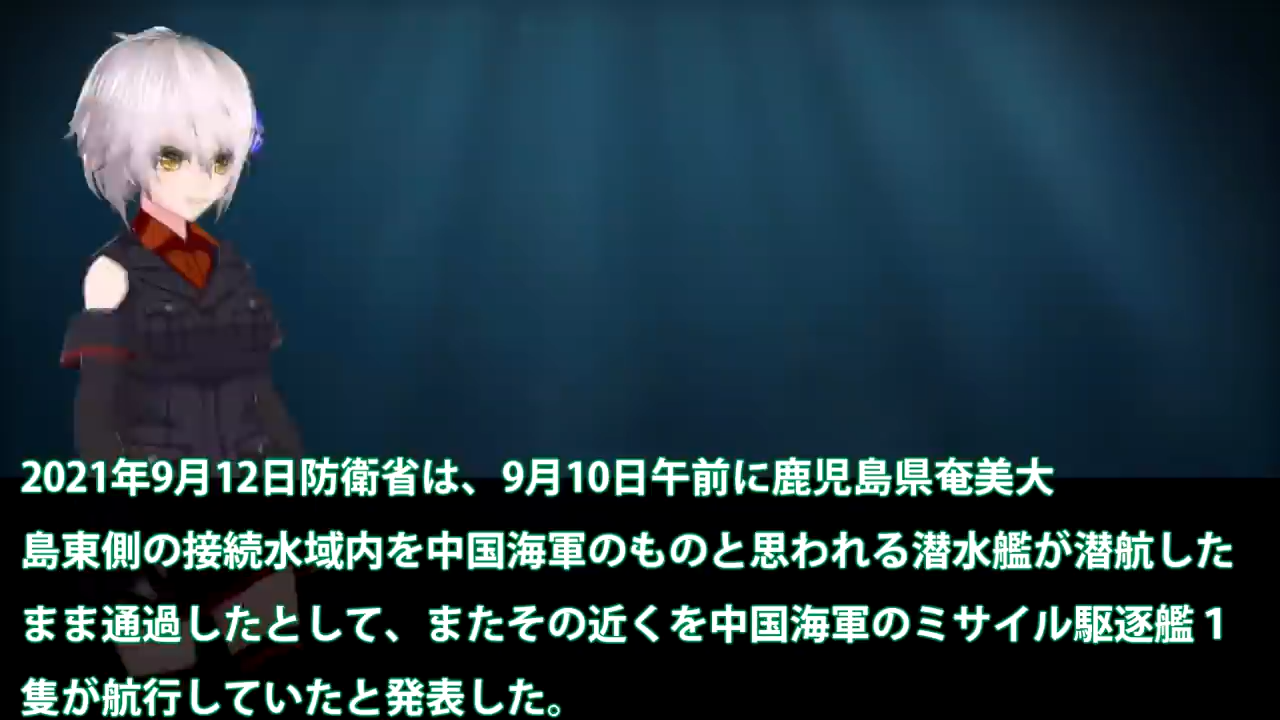 2021年9月12日防衛省は、9月10日午前に鹿児島県奄美大
島東側の接続水域内を中国海軍のものと思われる潜水艦が潜航した
まま通過したとして、またその近くを中国海軍のミサイル駆逐艦１
隻が航行していたと発表した。